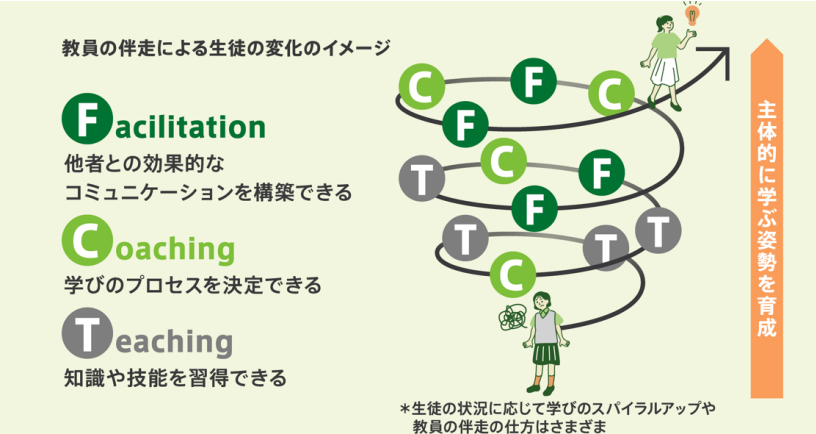 教員の伴走による生徒の変化のイメージ
Facilitation
他者との効果的な
コミュニケーションを構築できる
Coaching
学びのプロセスを決定できる
Teaching
知識や技能を習得できる
C F C
F
T C F
F
T T T
C
主体的に学ぶ姿勢を育成
＊生徒の状況に応じて学びのスパイラルアップや
教員の伴走の仕方はさまざま